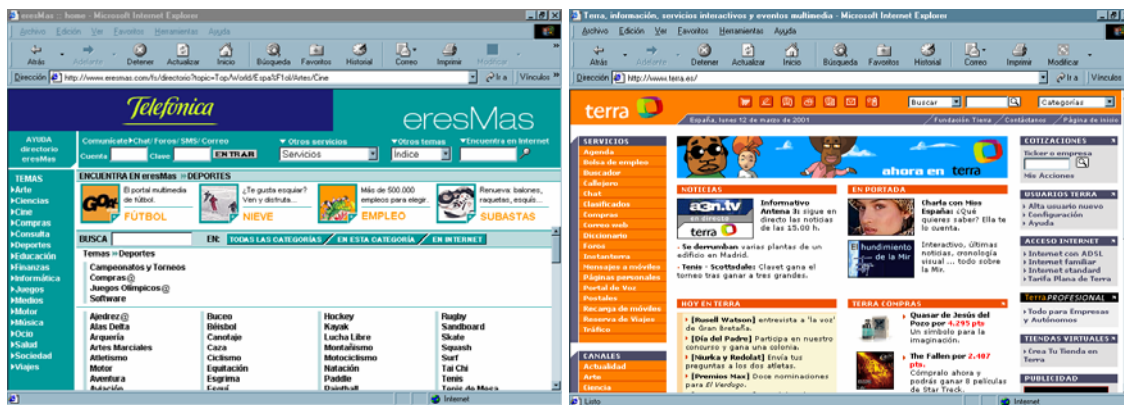 eresMas :: home - Microsoft Internet Explorer
Archivo Edición Ver Favoritos Herramientas Ayuda
Atrás Adelante Detener Actualizar Inicio Búsqueda Favoritos Historial Correo Imprimir Modificar
Dirección http://www.eresmas.com/fs/directorio?topic=Top/World/Espa%F1ol/Artes/Cine Ir a Vínculos
Telefónica
eresMas
AYUDA
directorio
eresMas
Comunícate Chat/Foros/SMS/Correo Otros servicios Otros temas Encuentra en Internet
Cuenta Clave ENTRAR Servicios Índice
TEMAS
Arte
Ciencias
Cine
Compras
Consulta
Deportes
Educación
Finanzas
Informática
Juegos
Medios
Motor
Música
Ocio
Salud
Sociedad
Viajes
ENCUENTRA EN eresMas » DEPORTES
El portal multimedia
de fútbol.
FÚTBOL
¿Te gusta esquiar?
Ven y disfruta...
NIEVE
Más de 500.000
empleos para elegir.
EMPLEO
Renueva: balones,
raquetas, esquís...
SUBASTAS
BUSCA EN: TODAS LAS CATEGORÍAS EN ESTA CATEGORÍA EN INTERNET
Temas » Deportes
Campeonatos y Torneos
Compras@
Juegos Olímpicos@
Software
Ajedrez@
Alas Delta
Arquería
Artes Marciales
Atletismo
Motor
Aventura
Aviación
Buceo
Béisbol
Canotaje
Caza
Ciclismo
Equitación
Esgrima
Esquí
Hockey
Kayak
Lucha Libre
Montañismo
Motociclismo
Natación
Paddle
Paintball
Rugby
Sandboard
Skate
Squash
Surf
Tai Chi
Tenis
Tenis de Mesa
Internet
Terra, información, servicios interactivos y eventos multimedia - Microsoft Internet Explorer
Archivo Edición Ver Favoritos Herramientas Ayuda
Atrás Adelante Detener Actualizar Inicio Búsqueda Favoritos Historial Correo Imprimir Modificar
Dirección http://www.terra.es/ Ir a Vínculos
terra
Buscar Categorías
España, lunes 12 de marzo de 2001 Fundación Terra Contáctanos Página de inicio
SERVICIOS
Agenda
Bolsa de empleo
Buscador
Callejero
Chat
Clasificados
Compras
Correo web
Diccionario
Foros
Instanterra
Mensajes a móviles
Páginas personales
Portal de Voz
Postales
Recarga de móviles
Reserva de Viajes
Tráfico
CANALES
Actualidad
Arte
Ciencia
ahora en terra
NOTICIAS
a3n.tv
en directo
terra
Informativo
Antena 3: sigue en
directo las noticias
de las 15.00 h.
- Se derrumban varias plantas de un
edificio en Madrid.
- Tenis - Scottsdale: Clavet gana el
torneo tras ganar a tres grandes.
EN PORTADA
Charla con Miss
España: ¿Qué
quieres saber? Ella te
lo cuenta.
El hundimiento
de la Mir
Interactivo, últimas
noticias, cronología
visual ... todo sobre
la Mir.
HOY EN TERRA
[Rusell Watson] entrevista a 'la voz'
de Gran Bretaña.
[Día del Padre] Participa en nuestro
concurso y gana una colonia.
[Niurka y Redolat] Envía tus
preguntas a los dos atletas.
[Premios Max] Doce nominaciones
para El Verdugo.
TERRA COMPRAS
Quasar de Jesús del
Pozo por 4.295 pts
Un símbolo para la
imaginación.
The Fallen por 2.407
pts.
Cómpralo ahora y
podrás ganar 8 películas
de Star Treck.
COTIZACIONES
Ticker o empresa
Mis Acciones
USUARIOS TERRA
Alta usuario nuevo
Configuración
Ayuda
ACCESO INTERNET
Internet con ADSL
Internet familiar
Internet standard
Tarifa Plana de Terra
Terra PROFESIONAL
Todo para Empresas
y Autónomos
TIENDAS VIRTUALES
Crea Tu Tienda en
Terra
PUBLICIDAD
Listo Internet